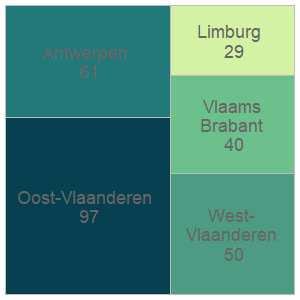 Antwerpen
61
Oost-Vlaanderen
97
Limburg
29
Vlaams
Brabant
40
West-
Vlaanderen
50